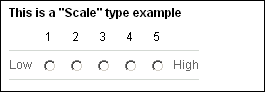 This is a "Scale" type example
1 2 3 4 5
Low High